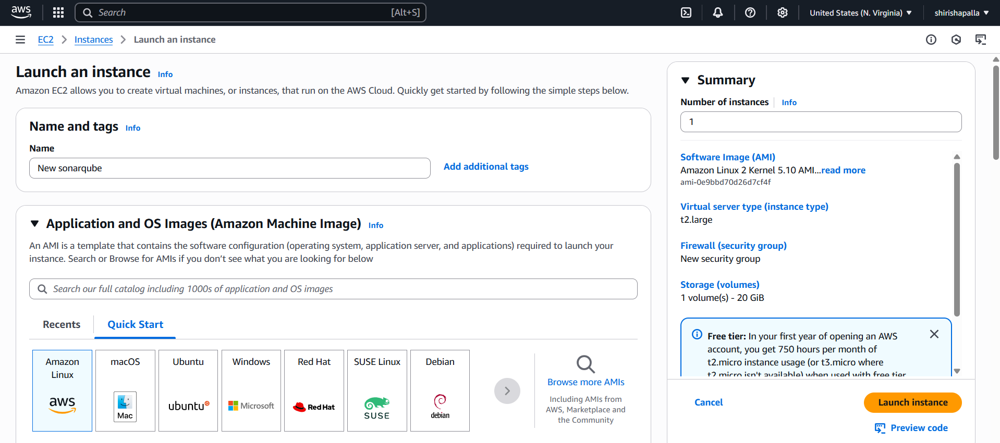 aws
Search [Alt+S]
United States (N. Virginia)
shirishapalla
EC2 Instances Launch an instance
Launch an instance Info
Amazon EC2 allows you to create virtual machines, or instances, that run on the AWS Cloud. Quickly get started by following the simple steps below.
Name and tags Info
Name
New sonarqube
Add additional tags
Application and OS Images (Amazon Machine Image) Info
An AMI is a template that contains the software configuration (operating system, application server, and applications) required to launch your
instance. Search or Browse for AMIs if you don’t see what you are looking for below
Search our full catalog including 1000s of application and OS images
Recents Quick Start
Amazon
Linux
aws
macOS
Mac
Ubuntu
ubuntu
Windows
Microsoft
Red Hat
Red Hat
SUSE Linux
SUSE
Debian
debian
Browse more AMIs
Including AMIs from
AWS, Marketplace and
the Community
Summary
Number of instances Info
1
Software Image (AMI)
Amazon Linux 2 Kernel 5.10 AMI...read more
ami-0e9bbd70d26d7cf4f
Virtual server type (instance type)
t2.large
Firewall (security group)
New security group
Storage (volumes)
1 volume(s) - 20 GiB
Free tier: In your first year of opening an AWS
account, you get 750 hours per month of
t2.micro instance usage (or t3.micro where
t2.micro isn't available) when used with free tier
Cancel
Launch instance
Preview code